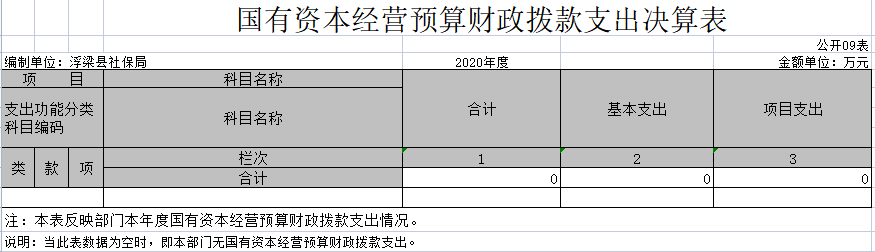 国有资本经营预算财政拨款支出决算表
公开09表
编制单位：浮梁县社保局 2020年度 金额单位：万元
项 目 科目名称 合计 基本支出 项目支出
支出功能分类
科目编码
科目名称
类 款 项 栏次 1 2 3
合计 0 0 0
注：本表反映部门本年度国有资本经营预算财政拨款支出情况。
说明：当此表数据为空时，即本部门无国有资本经营预算财政拨款支出。